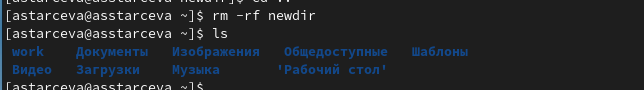 [astarceva@asstarceva newdir]$ cd ..
[astarceva@asstarceva ~]$ rm -rf newdir
[astarceva@asstarceva ~]$ ls
work Документы Изображения Общедоступные Шаблоны
Видео Загрузки Музыка 'Рабочий стол'
[astarceva@asstarceva ~]$